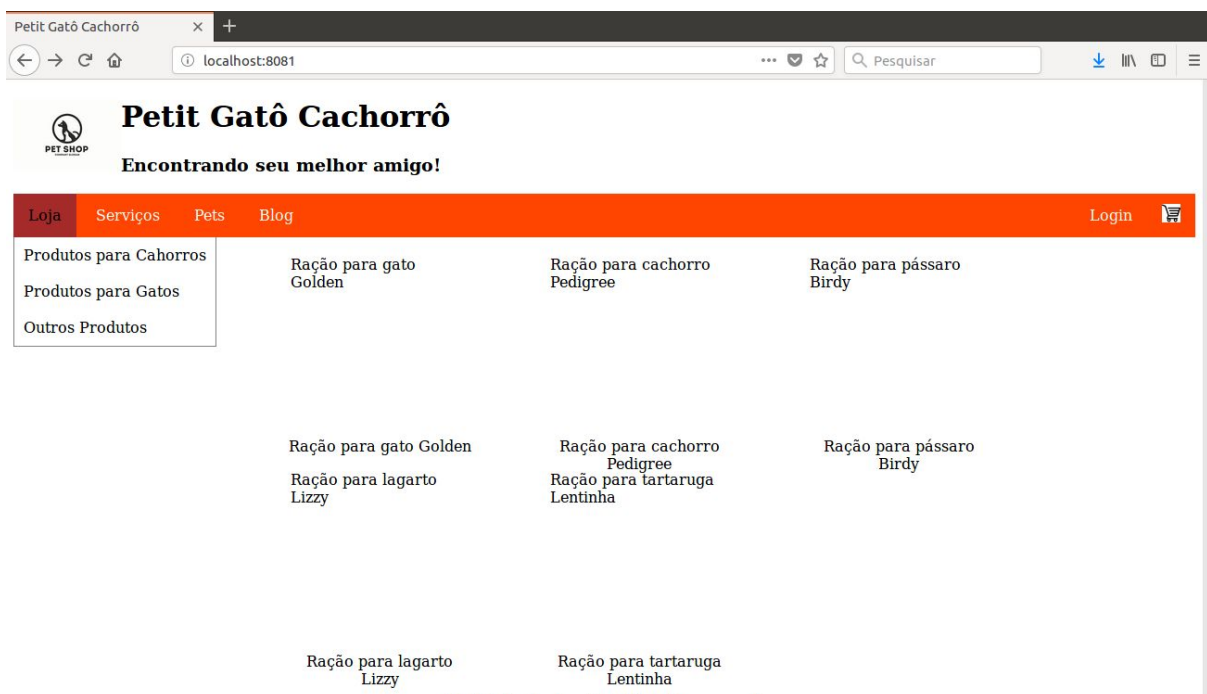 Petit Gatô Cachorrô
localhost:8081
Pesquisar
PET SHOP
Petit Gatô Cachorrô
Encontrando seu melhor amigo!
Loja Serviços Pets Blog Login
Produtos para Cahorros
Produtos para Gatos
Outros Produtos
Ração para gato
Golden
Ração para cachorro
Pedigree
Ração para pássaro
Birdy
Ração para gato Golden
Ração para cachorro
Pedigree
Ração para pássaro
Birdy
Ração para lagarto
Lizzy
Ração para tartaruga
Lentinha
Ração para lagarto
Lizzy
Ração para tartaruga
Lentinha